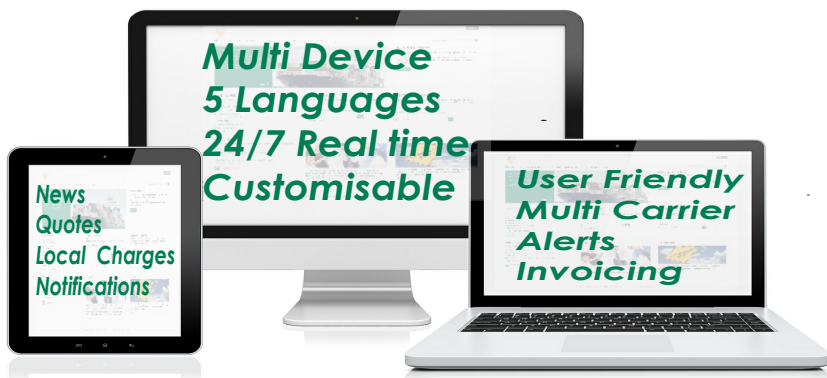 Multi Device
5 Languages
24/7 Real time
Customisable
News
Quotes
Local Charges
Notifications
User Friendly
Multi Carrier
Alerts
Invoicing